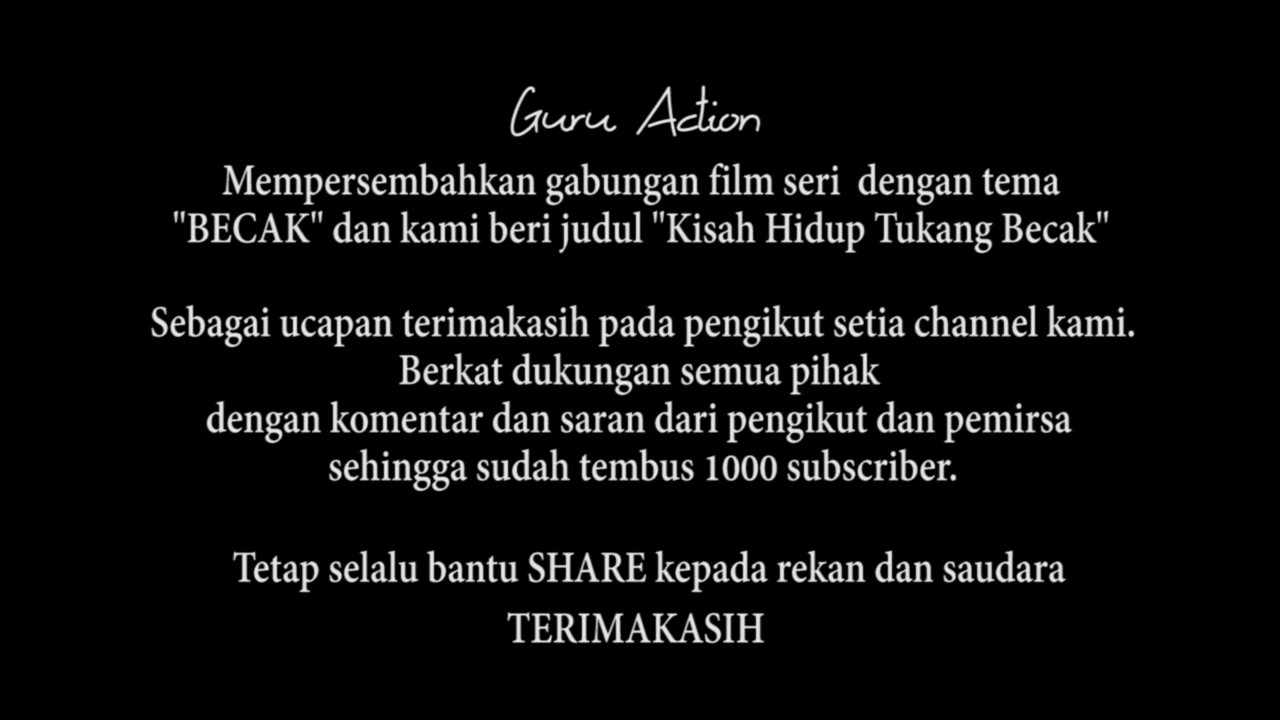 Guru Action
Mempersembahkan gabungan film seri dengan tema
"BECAK" dan kami beri judul "Kisah Hidup Tukang Becak"
Sebagai ucapan terimakasih pada pengikut setia channel kami.
Berkat dukungan semua pihak
dengan komentar dan saran dari pengikut dan pemirsa
sehingga sudah tembus 1000 subscriber.
Tetap selalu bantu SHARE kepada rekan dan saudara
TERIMAKASIH